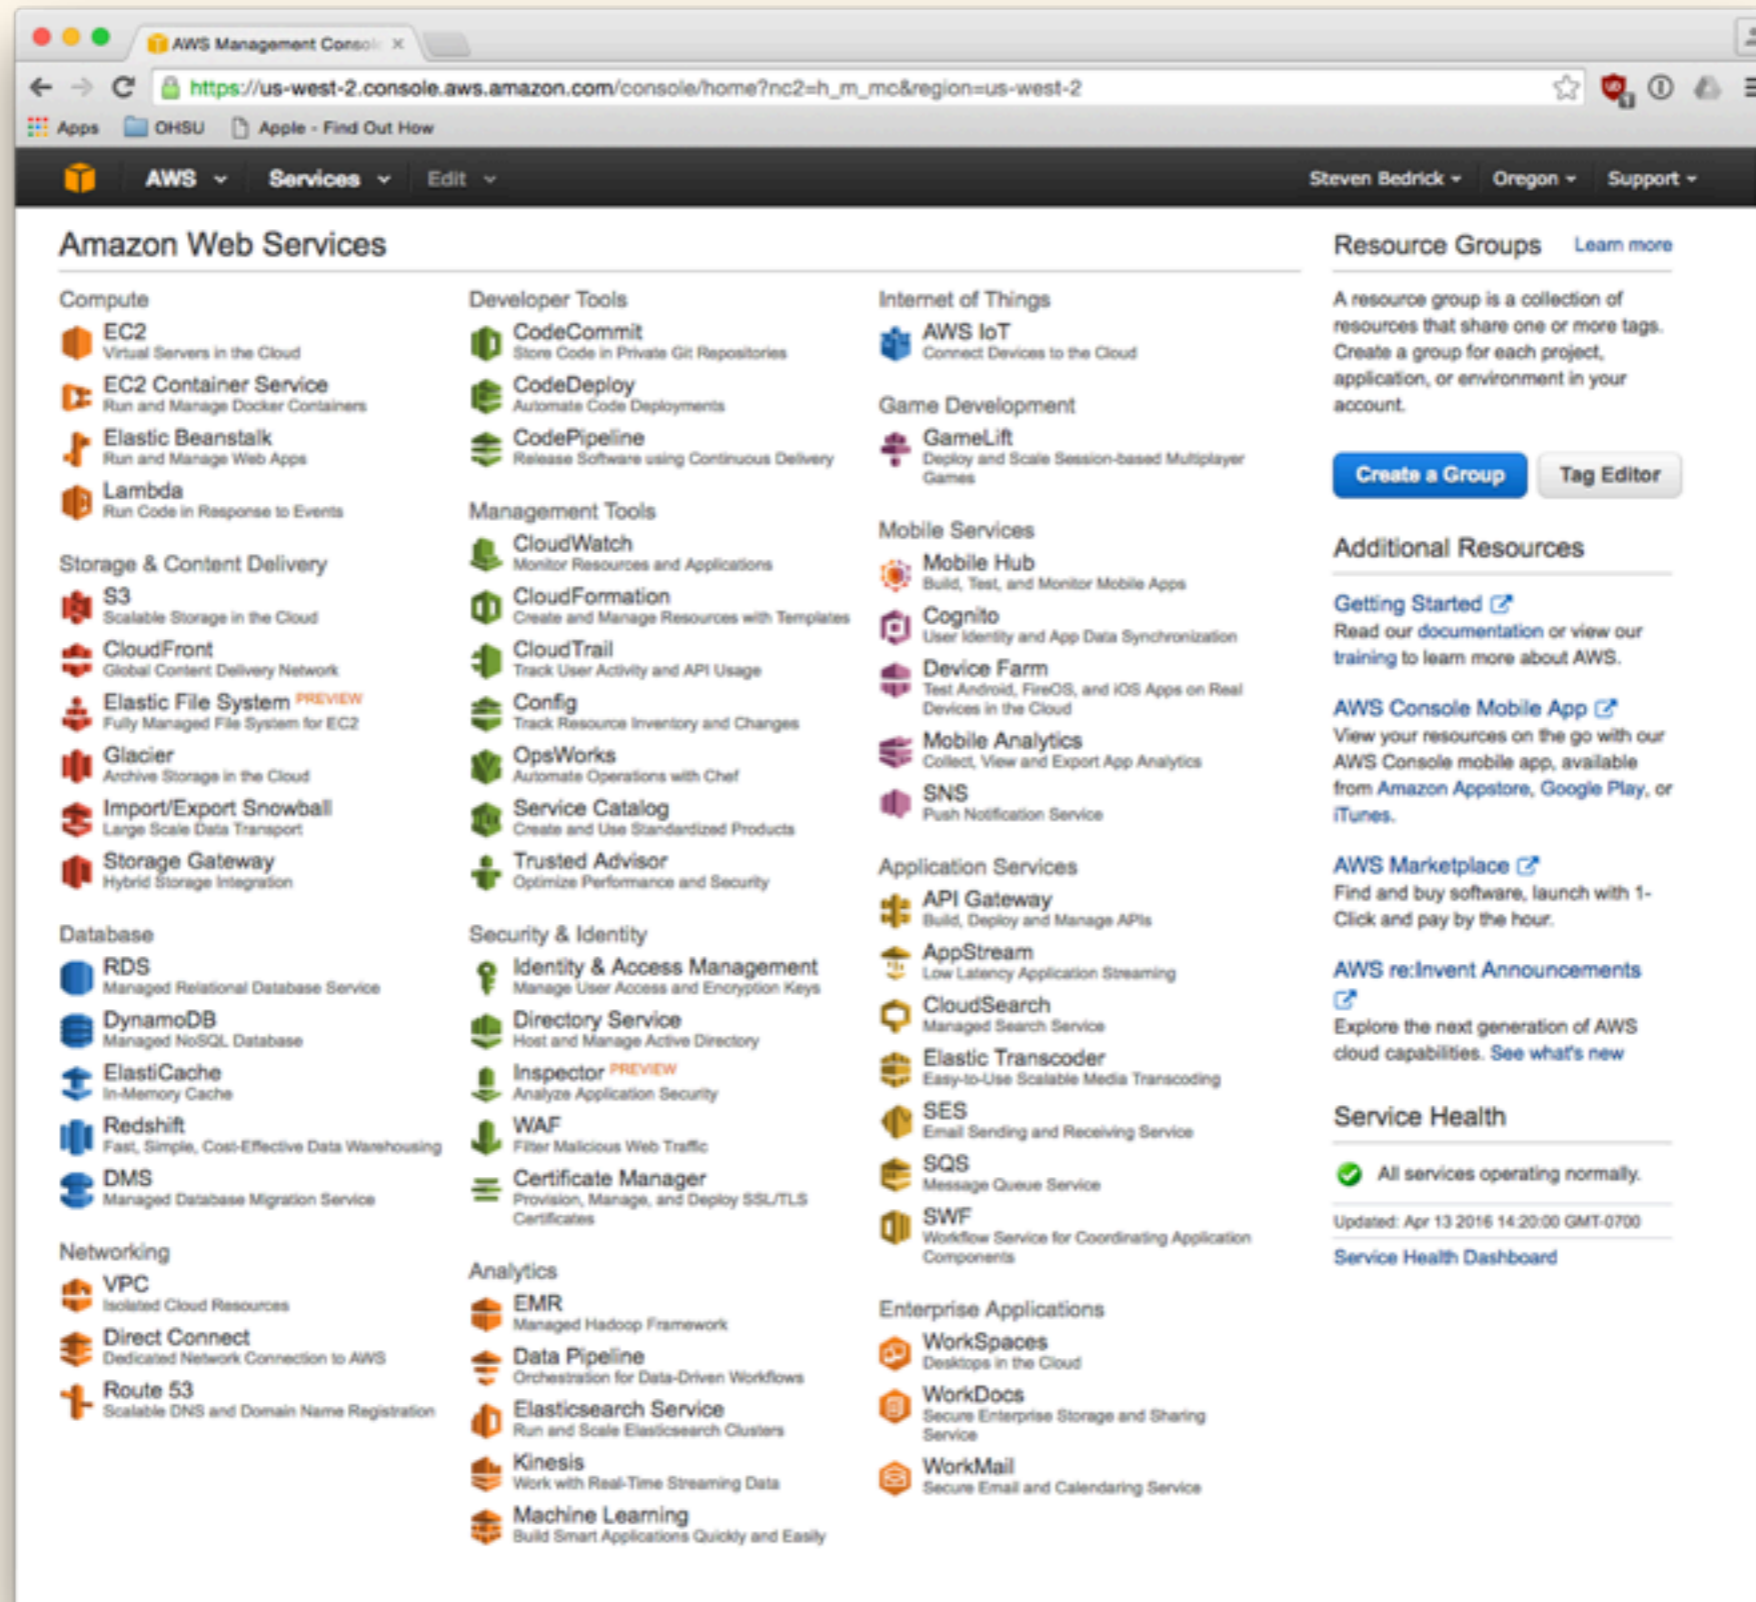 AWS Management Consol
https://us-west-2.console.aws.amazon.com/console/home?nc2=h_m_mc&region=us-west-2
Apps OHSU Apple - Find Out How
AWS Services Edit Steven Bedrick Oregon Support
Amazon Web Services
Compute
EC2
Virtual Servers in the Cloud
EC2 Container Service
Run and Manage Docker Containers
Elastic Beanstalk
Run and Manage Web Apps
Lambda
Run Code in Response to Events
Storage & Content Delivery
S3
Scalable Storage in the Cloud
CloudFront
Global Content Delivery Network
Elastic File System PREVIEW
Fully Managed File System for EC2
Glacier
Archive Storage in the Cloud
Import/Export Snowball
Large Scale Data Transport
Storage Gateway
Hybrid Storage Integration
Database
RDS
Managed Relational Database Service
DynamoDB
Managed NoSQL Database
ElastiCache
In-Memory Cache
Redshift
Fast, Simple, Cost-Effective Data Warehousing
DMS
Managed Database Migration Service
Networking
VPC
Isolated Cloud Resources
Direct Connect
Dedicated Network Connection to AWS
Route 53
Scalable DNS and Domain Name Registration
Developer Tools
CodeCommit
Store Code in Private Git Repositories
CodeDeploy
Automate Code Deployments
CodePipeline
Release Software using Continuous Delivery
Management Tools
CloudWatch
Monitor Resources and Applications
CloudFormation
Create and Manage Resources with Templates
CloudTrail
Track User Activity and API Usage
Config
Track Resource Inventory and Changes
OpsWorks
Automate Operations with Chef
Service Catalog
Create and Use Standardized Products
Trusted Advisor
Optimize Performance and Security
Security & Identity
Identity & Access Management
Manage User Access and Encryption Keys
Directory Service
Host and Manage Active Directory
Inspector PREVIEW
Analyze Application Security
WAF
Filter Malicious Web Traffic
Certificate Manager
Provision, Manage, and Deploy SSL/TLS
Certificates
Analytics
EMR
Managed Hadoop Framework
Data Pipeline
Orchestration for Data-Driven Workflows
Elasticsearch Service
Run and Scale Elasticsearch Clusters
Kinesis
Work with Real-Time Streaming Data
Machine Learning
Build Smart Applications Quickly and Easily
Internet of Things
AWS IoT
Connect Devices to the Cloud
Game Development
GameLift
Deploy and Scale Session-based Multiplayer
Games
Mobile Services
Mobile Hub
Build, Test, and Monitor Mobile Apps
Cognito
User Identity and App Data Synchronization
Device Farm
Test Android, FireOS, and iOS Apps on Real
Devices in the Cloud
Mobile Analytics
Collect, View and Export App Analytics
SNS
Push Notification Service
Application Services
API Gateway
Build, Deploy and Manage APIs
AppStream
Low Latency Application Streaming
CloudSearch
Managed Search Service
Elastic Transcoder
Easy-to-Use Scalable Media Transcoding
SES
Email Sending and Receiving Service
SQS
Message Queue Service
SWF
Workflow Service for Coordinating Application
Components
Enterprise Applications
WorkSpaces
Desktops in the Cloud
WorkDocs
Secure Enterprise Storage and Sharing
Service
WorkMail
Secure Email and Calendaring Service
Resource Groups Learn more
A resource group is a collection of
resources that share one or more tags.
Create a group for each project,
application, or environment in your
account.
Create a Group Tag Editor
Additional Resources
Getting Started
Read our documentation or view our
training to learn more about AWS.
AWS Console Mobile App
View your resources on the go with our
AWS Console mobile app, available
from Amazon Appstore, Google Play, or
iTunes.
AWS Marketplace
Find and buy software, launch with 1-
Click and pay by the hour.
AWS re:Invent Announcements
Explore the next generation of AWS
cloud capabilities. See what's new
Service Health
All services operating normally.
Updated: Apr 13 2016 14:20:00 GMT-0700
Service Health Dashboard